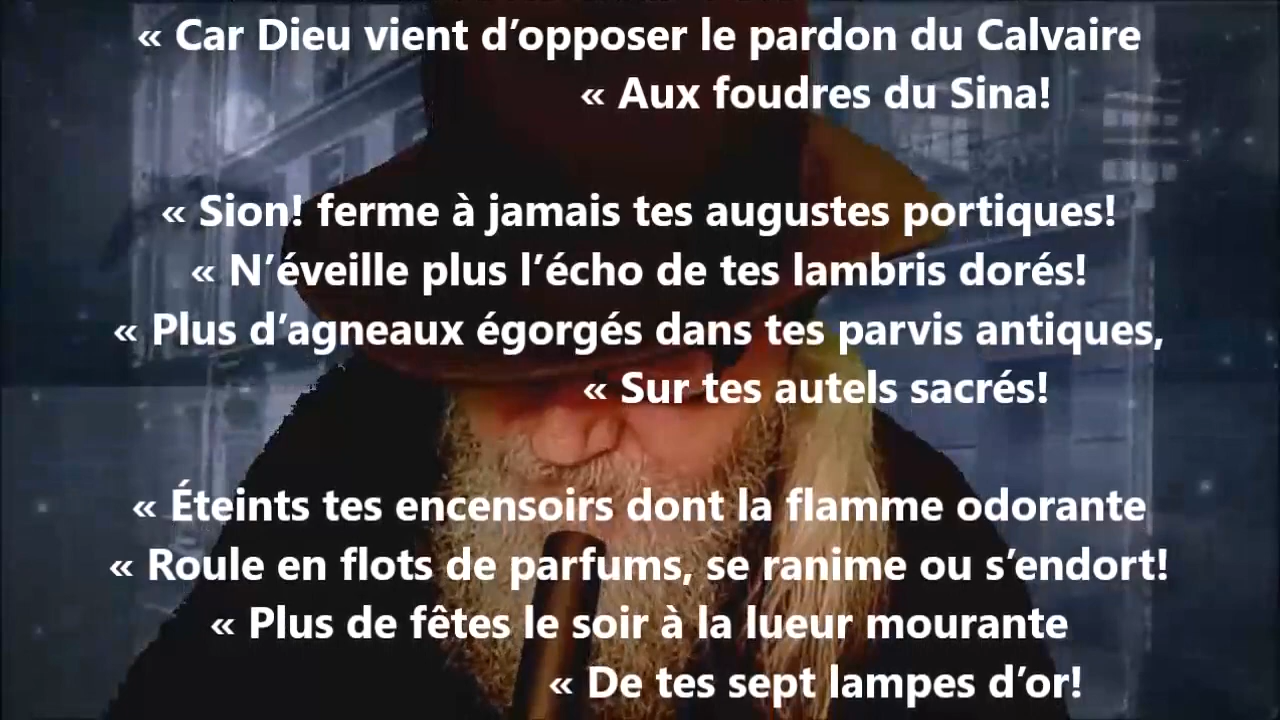 « Car Dieu vient d’opposer le pardon du Calvaire
« Aux foudres du Sina!
« Sion! ferme à jamais tes augustes portiques!
« N’éveille plus l’écho de tes lambris dorés!
« Plus d’agneaux égorgés dans tes parvis antiques,
« Sur tes autels sacrés!
« Éteints tes encensoirs dont la flamme odorante
« Roule en flots de parfums, se ranime ou s’endort!
« Plus de fêtes le soir à la lueur mourante
« De tes sept lampes d’or!